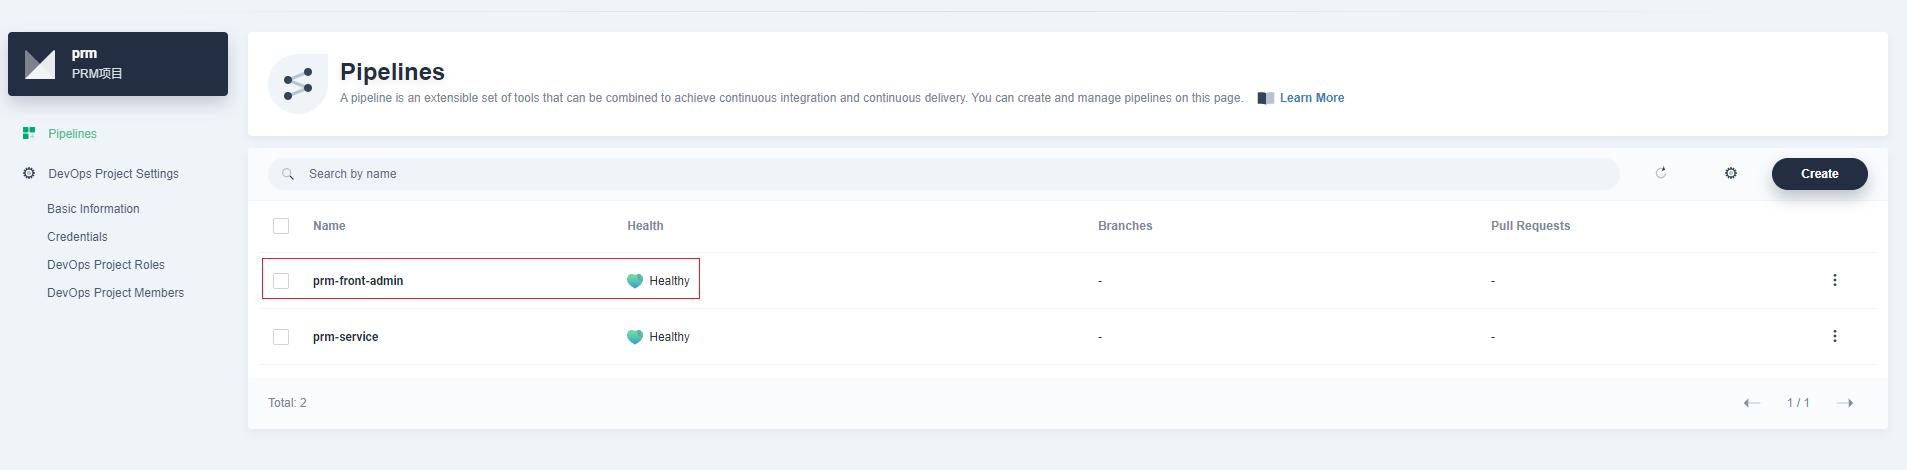 prm
PRM项目
Pipelines
DevOps Project Settings
Basic Information
Credentials
DevOps Project Roles
DevOps Project Members
Pipelines
A pipeline is an extensible set of tools that can be combined to achieve continuous integration and continuous delivery. You can create and manage pipelines on this page. Learn More
Search by name Create
Name Health Branches Pull Requests
prm-front-admin Healthy - -
prm-service Healthy - -
Total: 2 1 / 1